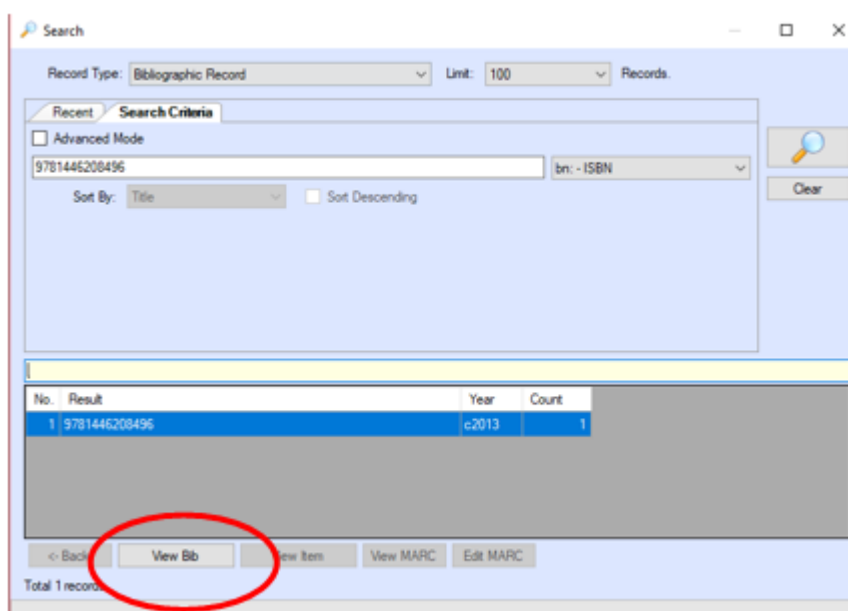 Search
Record Type: Bibliographic Record Limit: 100 Records.
Recent Search Criteria
Advanced Mode
9781446208496 bn: - ISBN
Sort By: Title Sort Descending
Clear
No. Result Year Count
1 9781446208496 c2013 1
<- Back View Bib View Item View MARC Edit MARC
Total 1 records